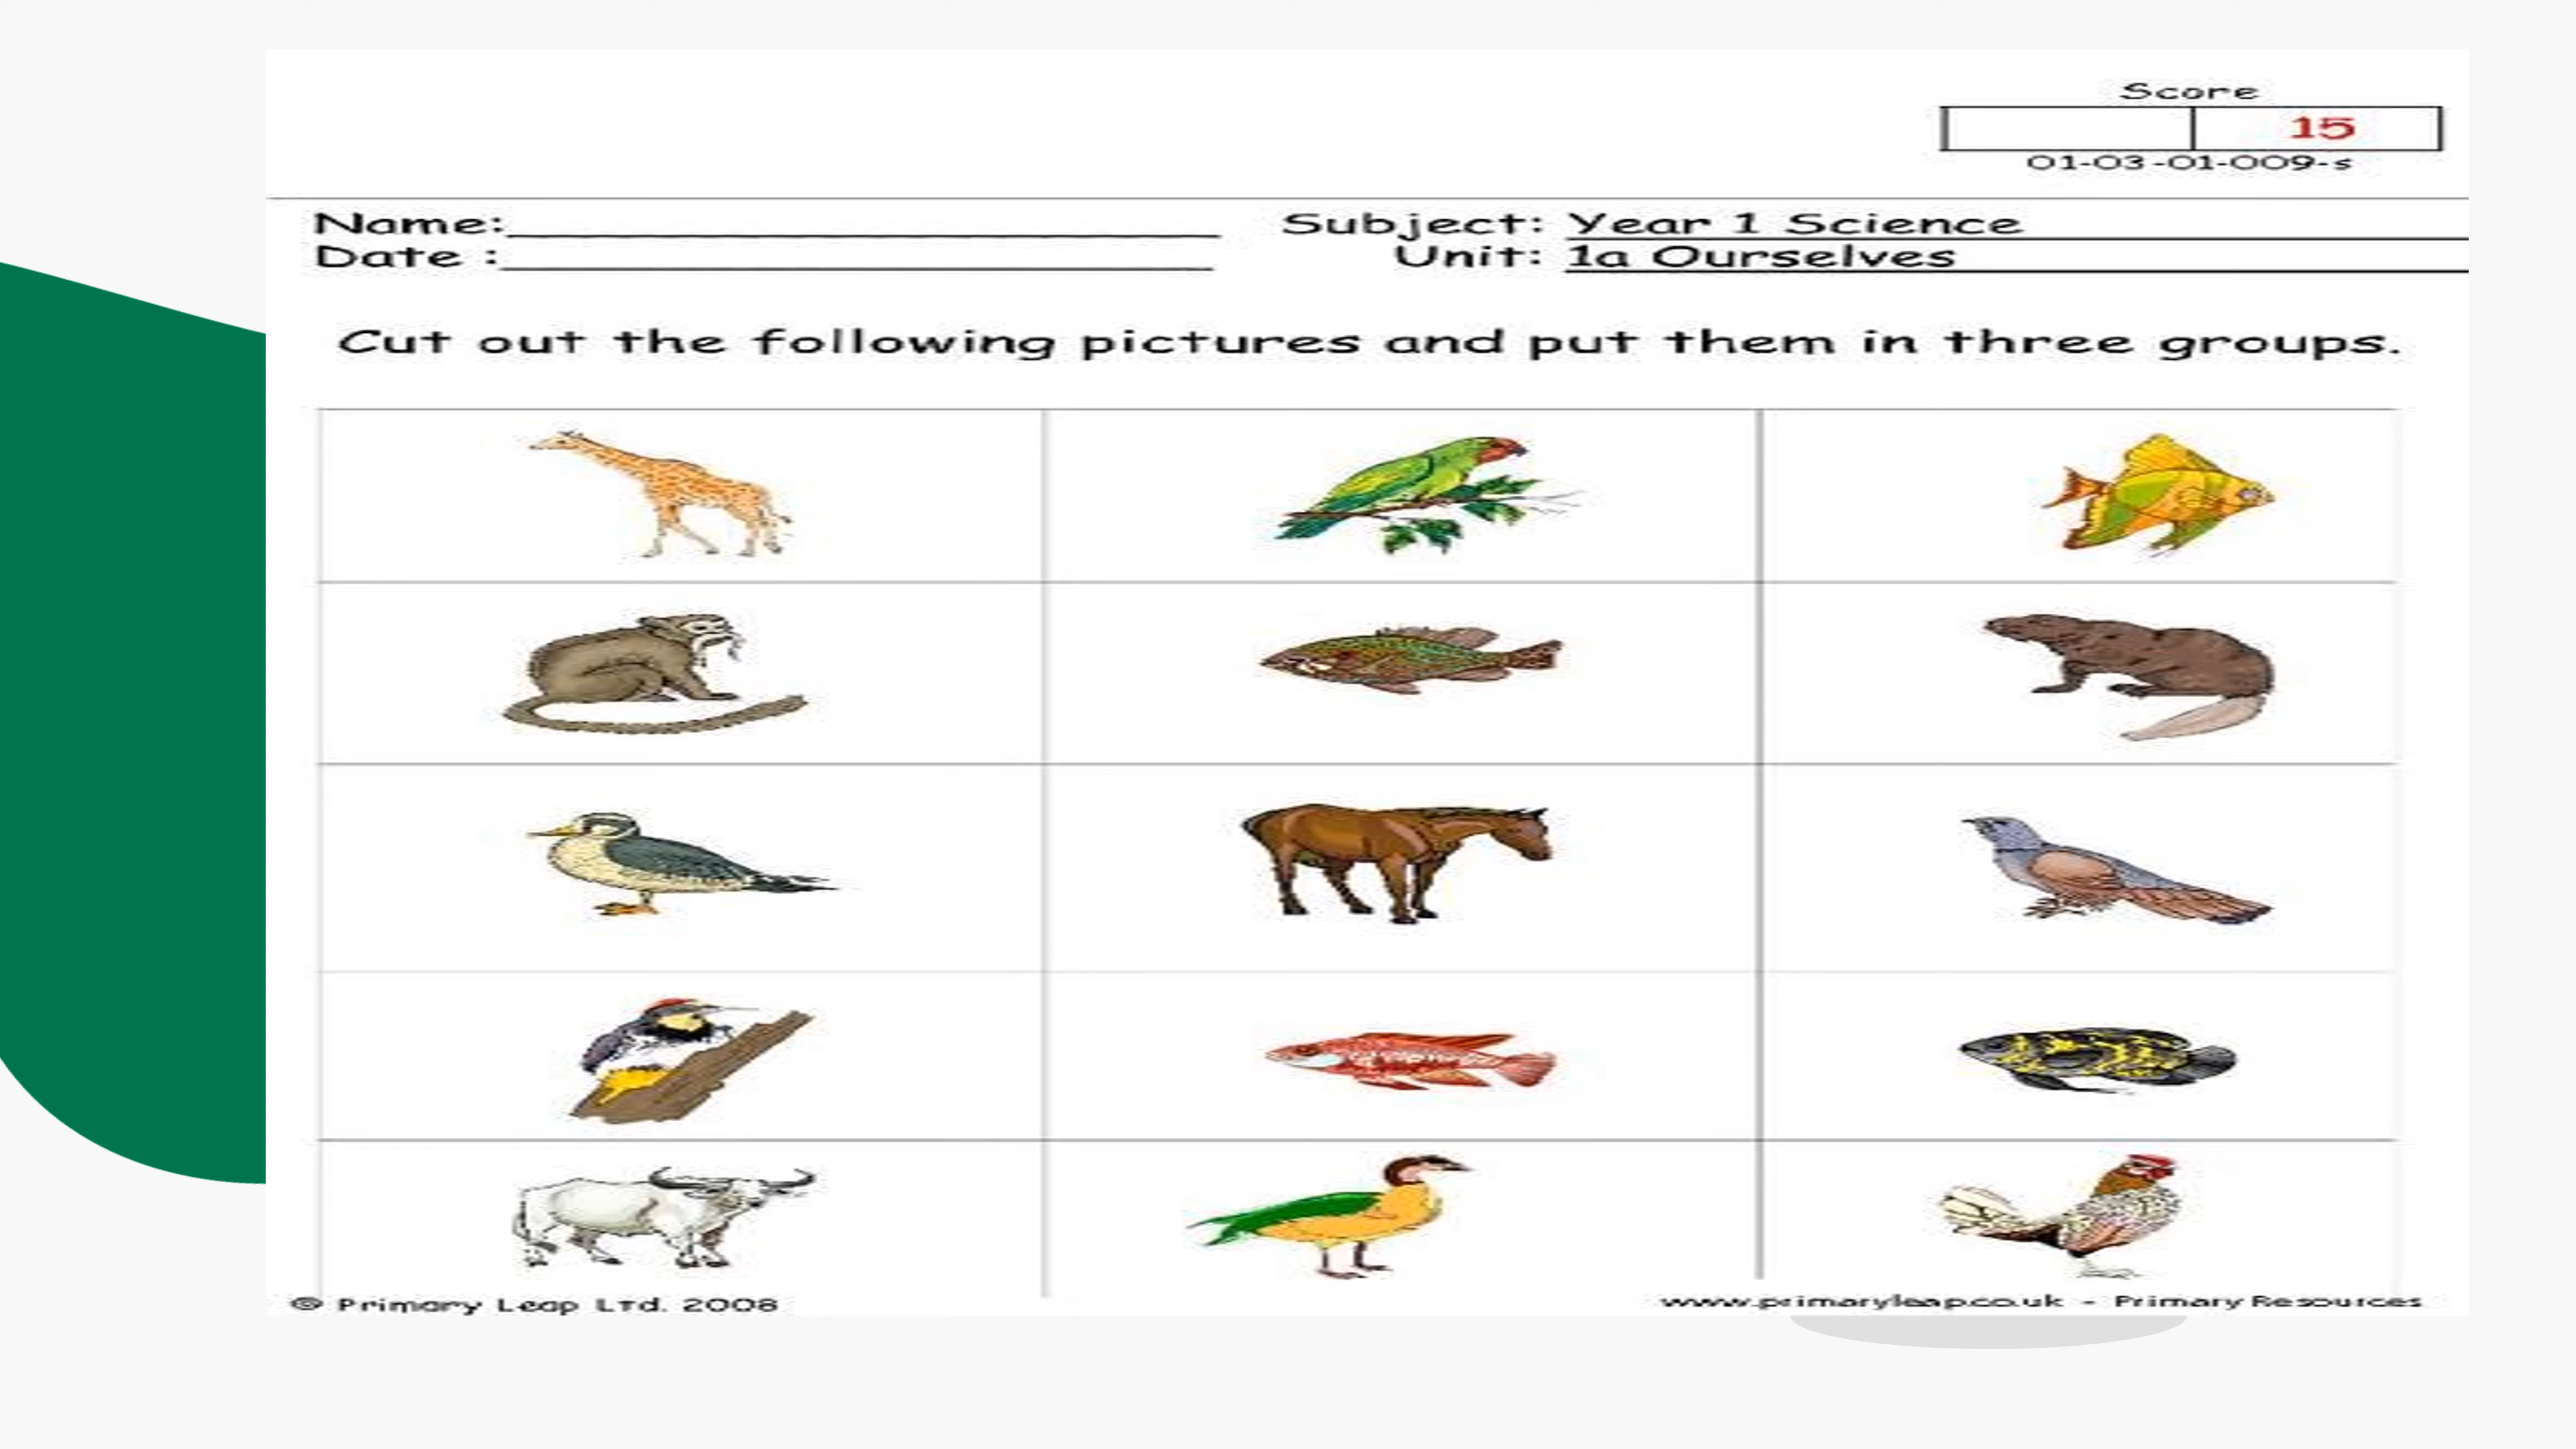 Score
15
01-03-01-009-s
Name: Subject: Year 1 Science
Date : Unit: 1a Ourselves
Cut out the following pictures and put them in three groups.
© Primary Leap Ltd. 2008 www.primaryleap.co.uk - Primary Resources